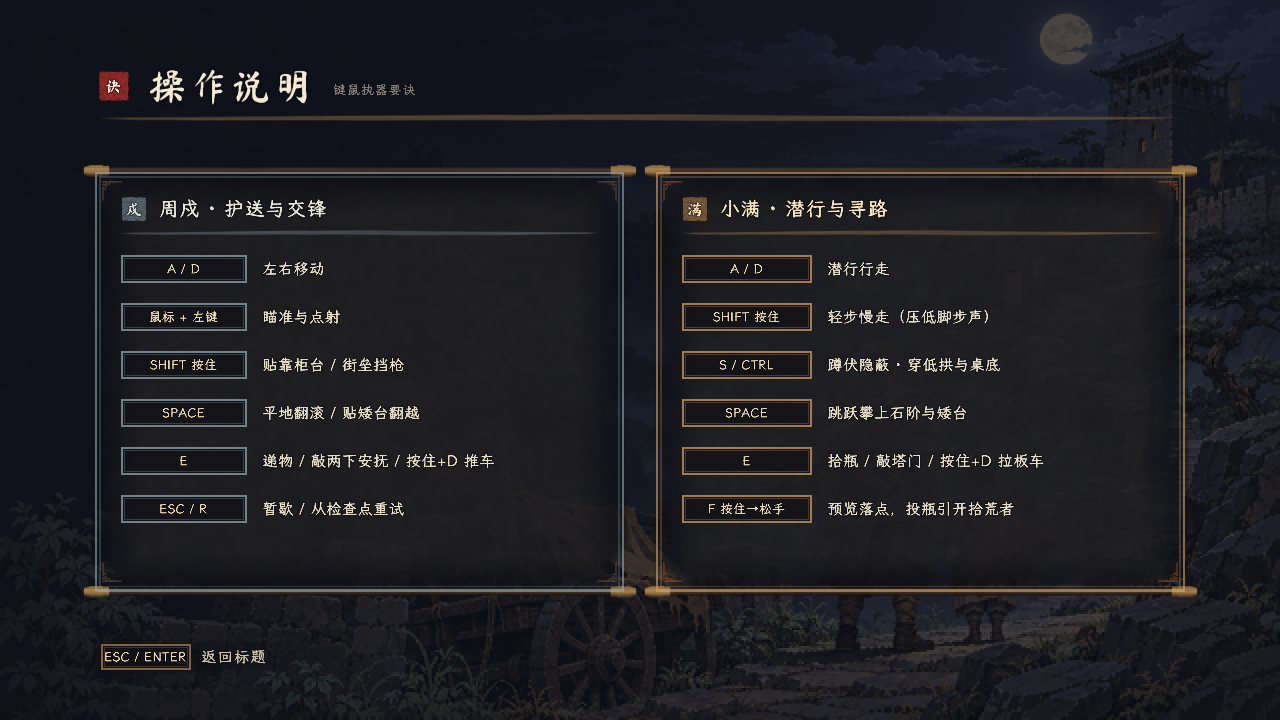 诀 操作说明 键鼠执器要诀
戍 周戍·护送与交锋
A / D 左右移动
鼠标 + 左键 瞄准与点射
SHIFT 按住 贴靠柜台 / 街垒挡枪
SPACE 平地翻滚 / 贴矮台翻越
E 递物 / 敲两下安抚 / 按住+D 推车
ESC / R 暂歇 / 从检查点重试
满 小满·潜行与寻路
A / D 潜行行走
SHIFT 按住 轻步慢走（压低脚步声）
S / CTRL 蹲伏隐蔽·穿低拱与桌底
SPACE 跳跃攀上石阶与矮台
E 拾瓶 / 敲塔门 / 按住+D 拉板车
F 按住→松手 预览落点，投瓶引开拾荒者
ESC / ENTER 返回标题